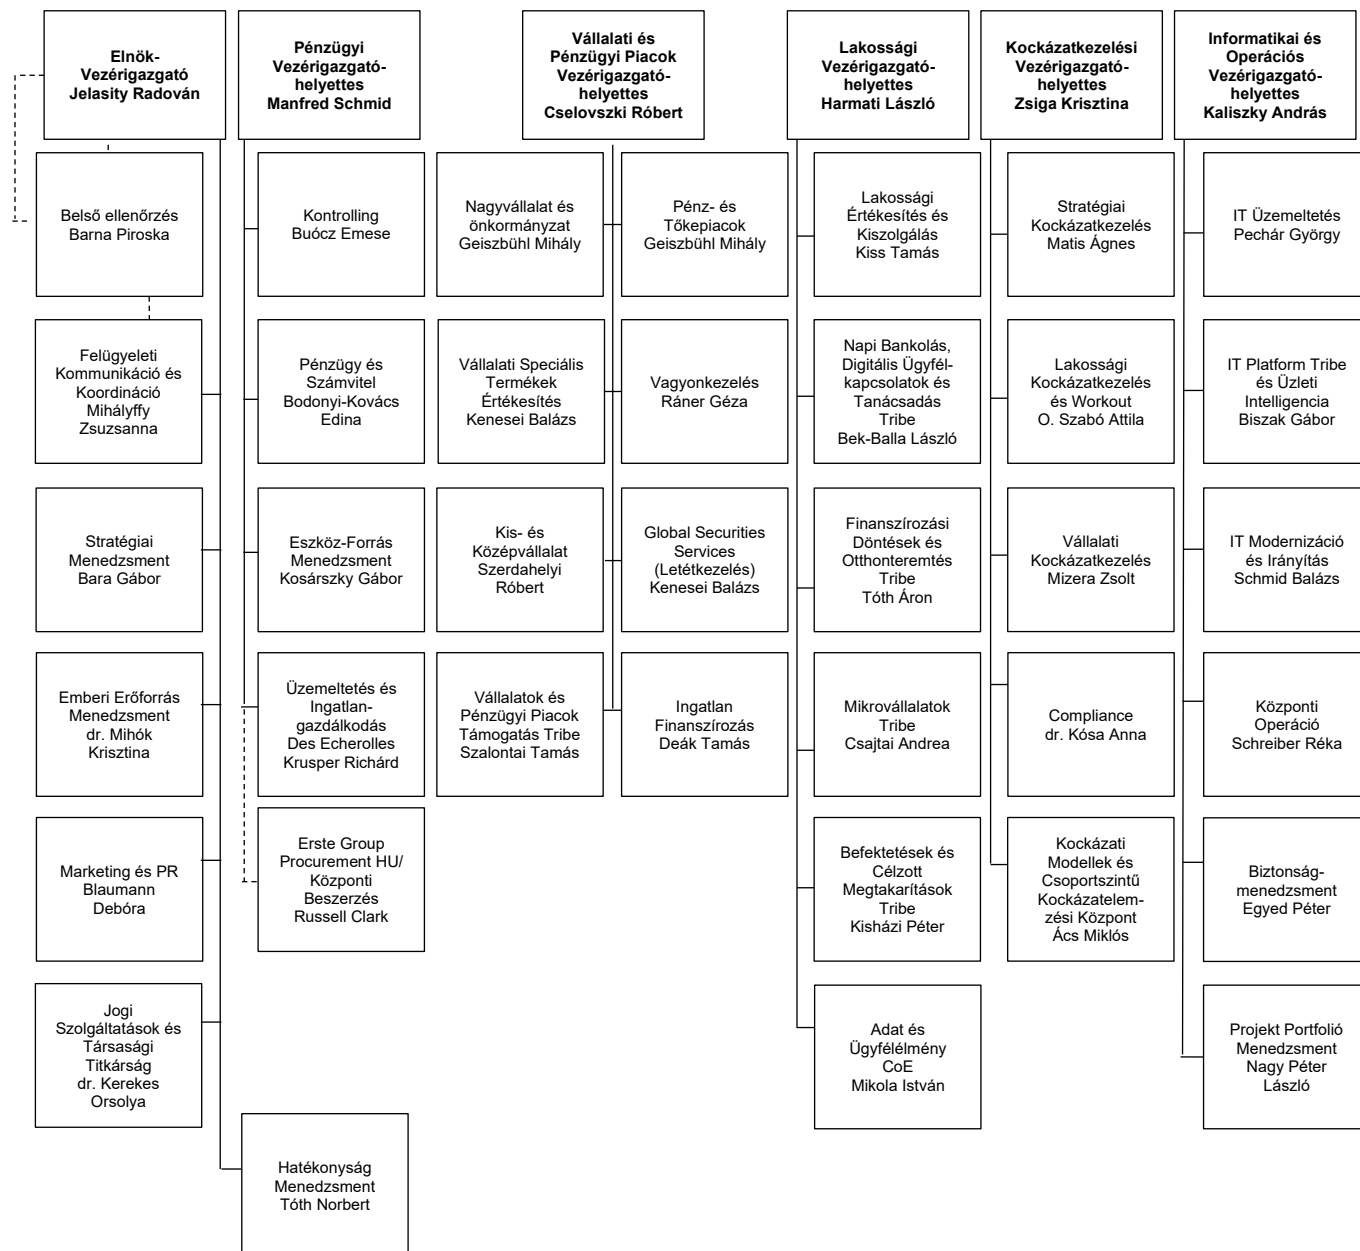 Elnök-
Vezérigazgató
Jelasity Radován
Pénzügyi
Vezérigazgató-
helyettes
Manfred Schmid
Vállalati és
Pénzügyi Piacok
Vezérigazgató-
helyettes
Cselovszki Róbert
Lakossági
Vezérigazgató-
helyettes
Harmati László
Kockázatkezelési
Vezérigazgató-
helyettes
Zsiga Krisztina
Informatikai és
Operációs
Vezérigazgató-
helyettes
Kaliszky András
Belső ellenőrzés
Barna Piroska
Kontrolling
Buócz Emese
Nagyvállalat és
önkormányzat
Geiszbühl Mihály
Pénz- és
Tőkepiacok
Geiszbühl Mihály
Lakossági
Értékesítés és
Kiszolgálás
Kiss Tamás
Stratégiai
Kockázatkezelés
Matis Ágnes
IT Üzemeltetés
Pechár György
Felügyeleti
Kommunikáció és
Koordináció
Mihályffy
Zsuzsanna
Pénzügy és
Számvitel
Bodonyi-Kovács
Edina
Vállalati Speciális
Termékek
Értékesítés
Kenesei Balázs
Vagyonkezelés
Ráner Géza
Napi Bankolás,
Digitális Ügyfél-
kapcsolatok és
Tanácsadás
Tribe
Bek-Balla László
Lakossági
Kockázatkezelés
és Workout
O. Szabó Attila
IT Platform Tribe
és Üzleti
Intelligencia
Biszak Gábor
Stratégiai
Menedzsment
Bara Gábor
Eszköz-Forrás
Menedzsment
Kosárszky Gábor
Kis- és
Középvállalat
Szerdahelyi
Róbert
Global Securities
Services
(Letétkezelés)
Kenesei Balázs
Finanszírozási
Döntések és
Otthonteremtés
Tribe
Tóth Áron
Vállalati
Kockázatkezelés
Mizera Zsolt
IT Modernizáció
és Irányítás
Schmid Balázs
Emberi Erőforrás
Menedzsment
dr. Mihók
Krisztina
Üzemeltetés és
Ingatlan-
gazdálkodás
Des Echerolles
Krusper Richárd
Vállalatok és
Pénzügyi Piacok
Támogatás Tribe
Szalontai Tamás
Ingatlan
Finanszírozás
Deák Tamás
Mikrovállalatok
Tribe
Csajtai Andrea
Compliance
dr. Kósa Anna
Központi
Operáció
Schreiber Réka
Marketing és PR
Blaumann
Debóra
Erste Group
Procurement HU/
Központi
Beszerzés
Russell Clark
Befektetések és
Célzott
Megtakarítások
Tribe
Kisházi Péter
Kockázati
Modellek és
Csoportszintű
Kockázatelem-
zési Központ
Ács Miklós
Biztonság-
menedzsment
Egyed Péter
Jogi
Szolgáltatások és
Társasági
Titkárság
dr. Kerekes
Orsolya
Adat és
Ügyfélélmény
CoE
Mikola István
Projekt Portfolió
Menedzsment
Nagy Péter
László
Hatékonyság
Menedzsment
Tóth Norbert